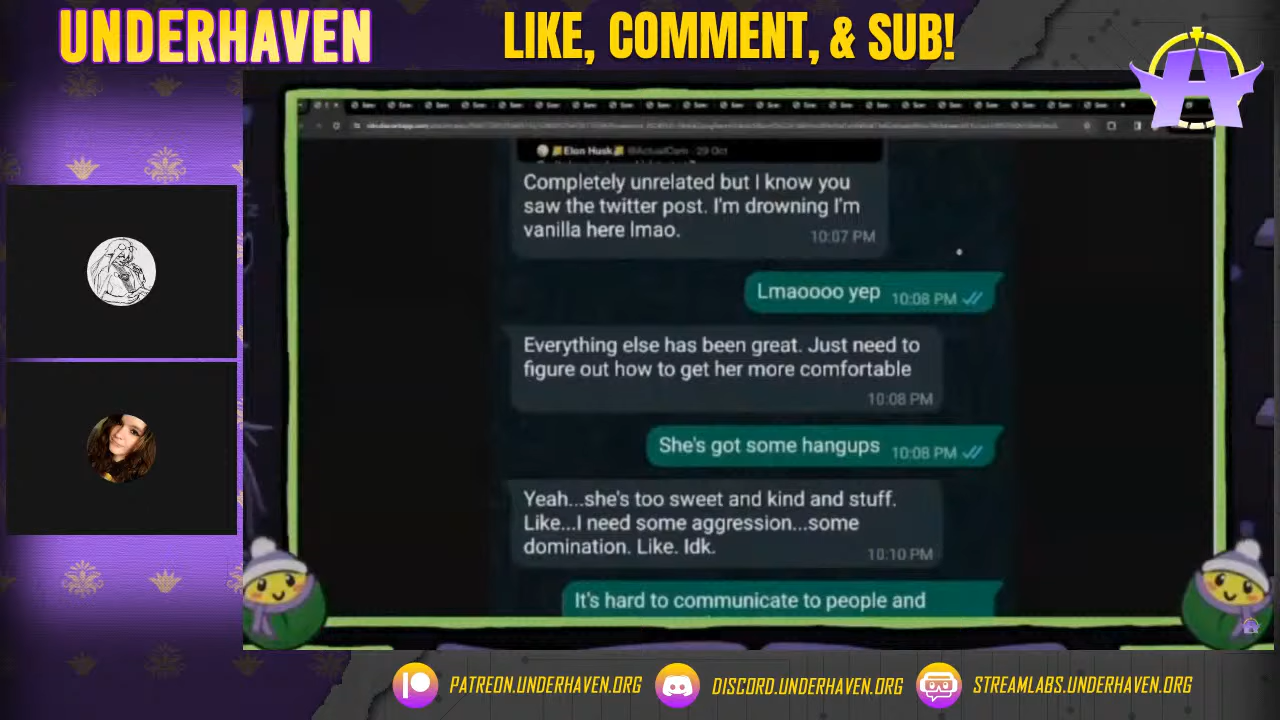 UNDERHAVEN
LIKE, COMMENT, & SUB!
Elon Husk @ActualCam · 29 Oct
Completely unrelated but I know you
saw the twitter post. I'm drowning I'm
vanilla here lmao.
10:07 PM
Lmaoooo yep 10:08 PM
Everything else has been great. Just need to
figure out how to get her more comfortable
10:08 PM
She's got some hangups 10:08 PM
Yeah...she's too sweet and kind and stuff.
Like...I need some aggression...some
domination. Like. Idk.
10:10 PM
It's hard to communicate to people and
PATREON.UNDERHAVEN.ORG
DISCORD.UNDERHAVEN.ORG
STREAMLABS.UNDERHAVEN.ORG